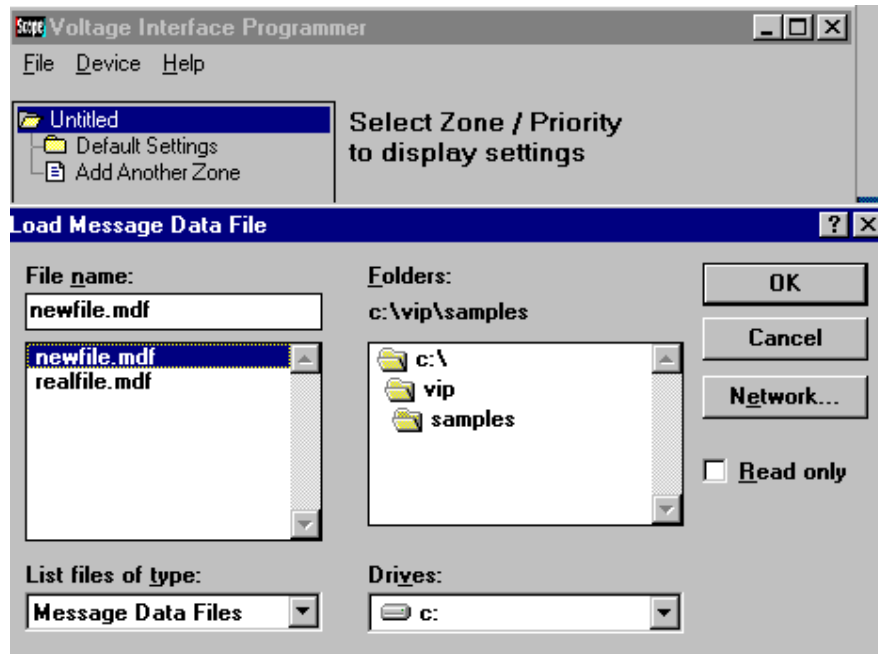 Scope Voltage Interface Programmer
File Device Help
Untitled
Default Settings
Add Another Zone
Select Zone / Priority
to display settings
Load Message Data File
File name:
newfile.mdf
newfile.mdf
realfile.mdf
List files of type:
Message Data Files
Folders:
c:\vip\samples
c:\
vip
samples
Drives:
c:
OK
Cancel
Network...
Read only